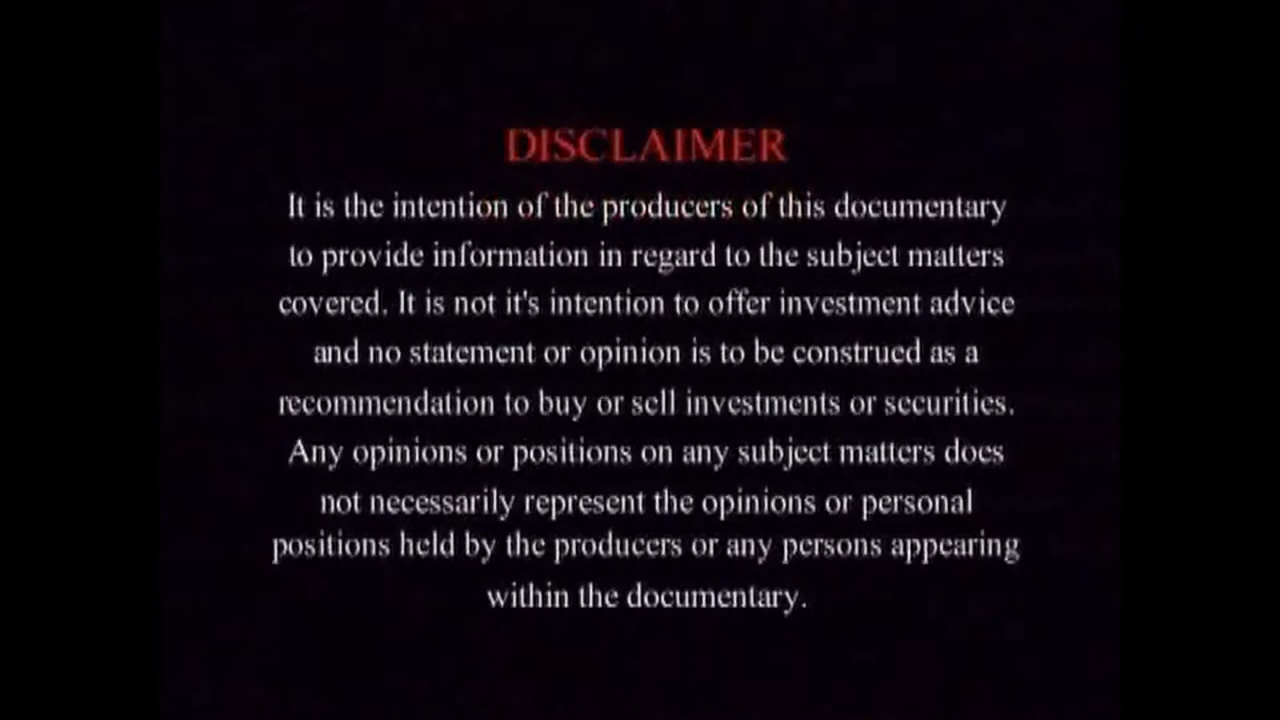 DISCLAIMER
It is the intention of the producers of this documentary
to provide information in regard to the subject matters
covered. It is not it's intention to offer investment advice
and no statement or opinion is to be construed as a
recommendation to buy or sell investments or securities.
Any opinions or positions on any subject matters does
not necessarily represent the opinions or personal
positions held by the producers or any persons appearing
within the documentary.